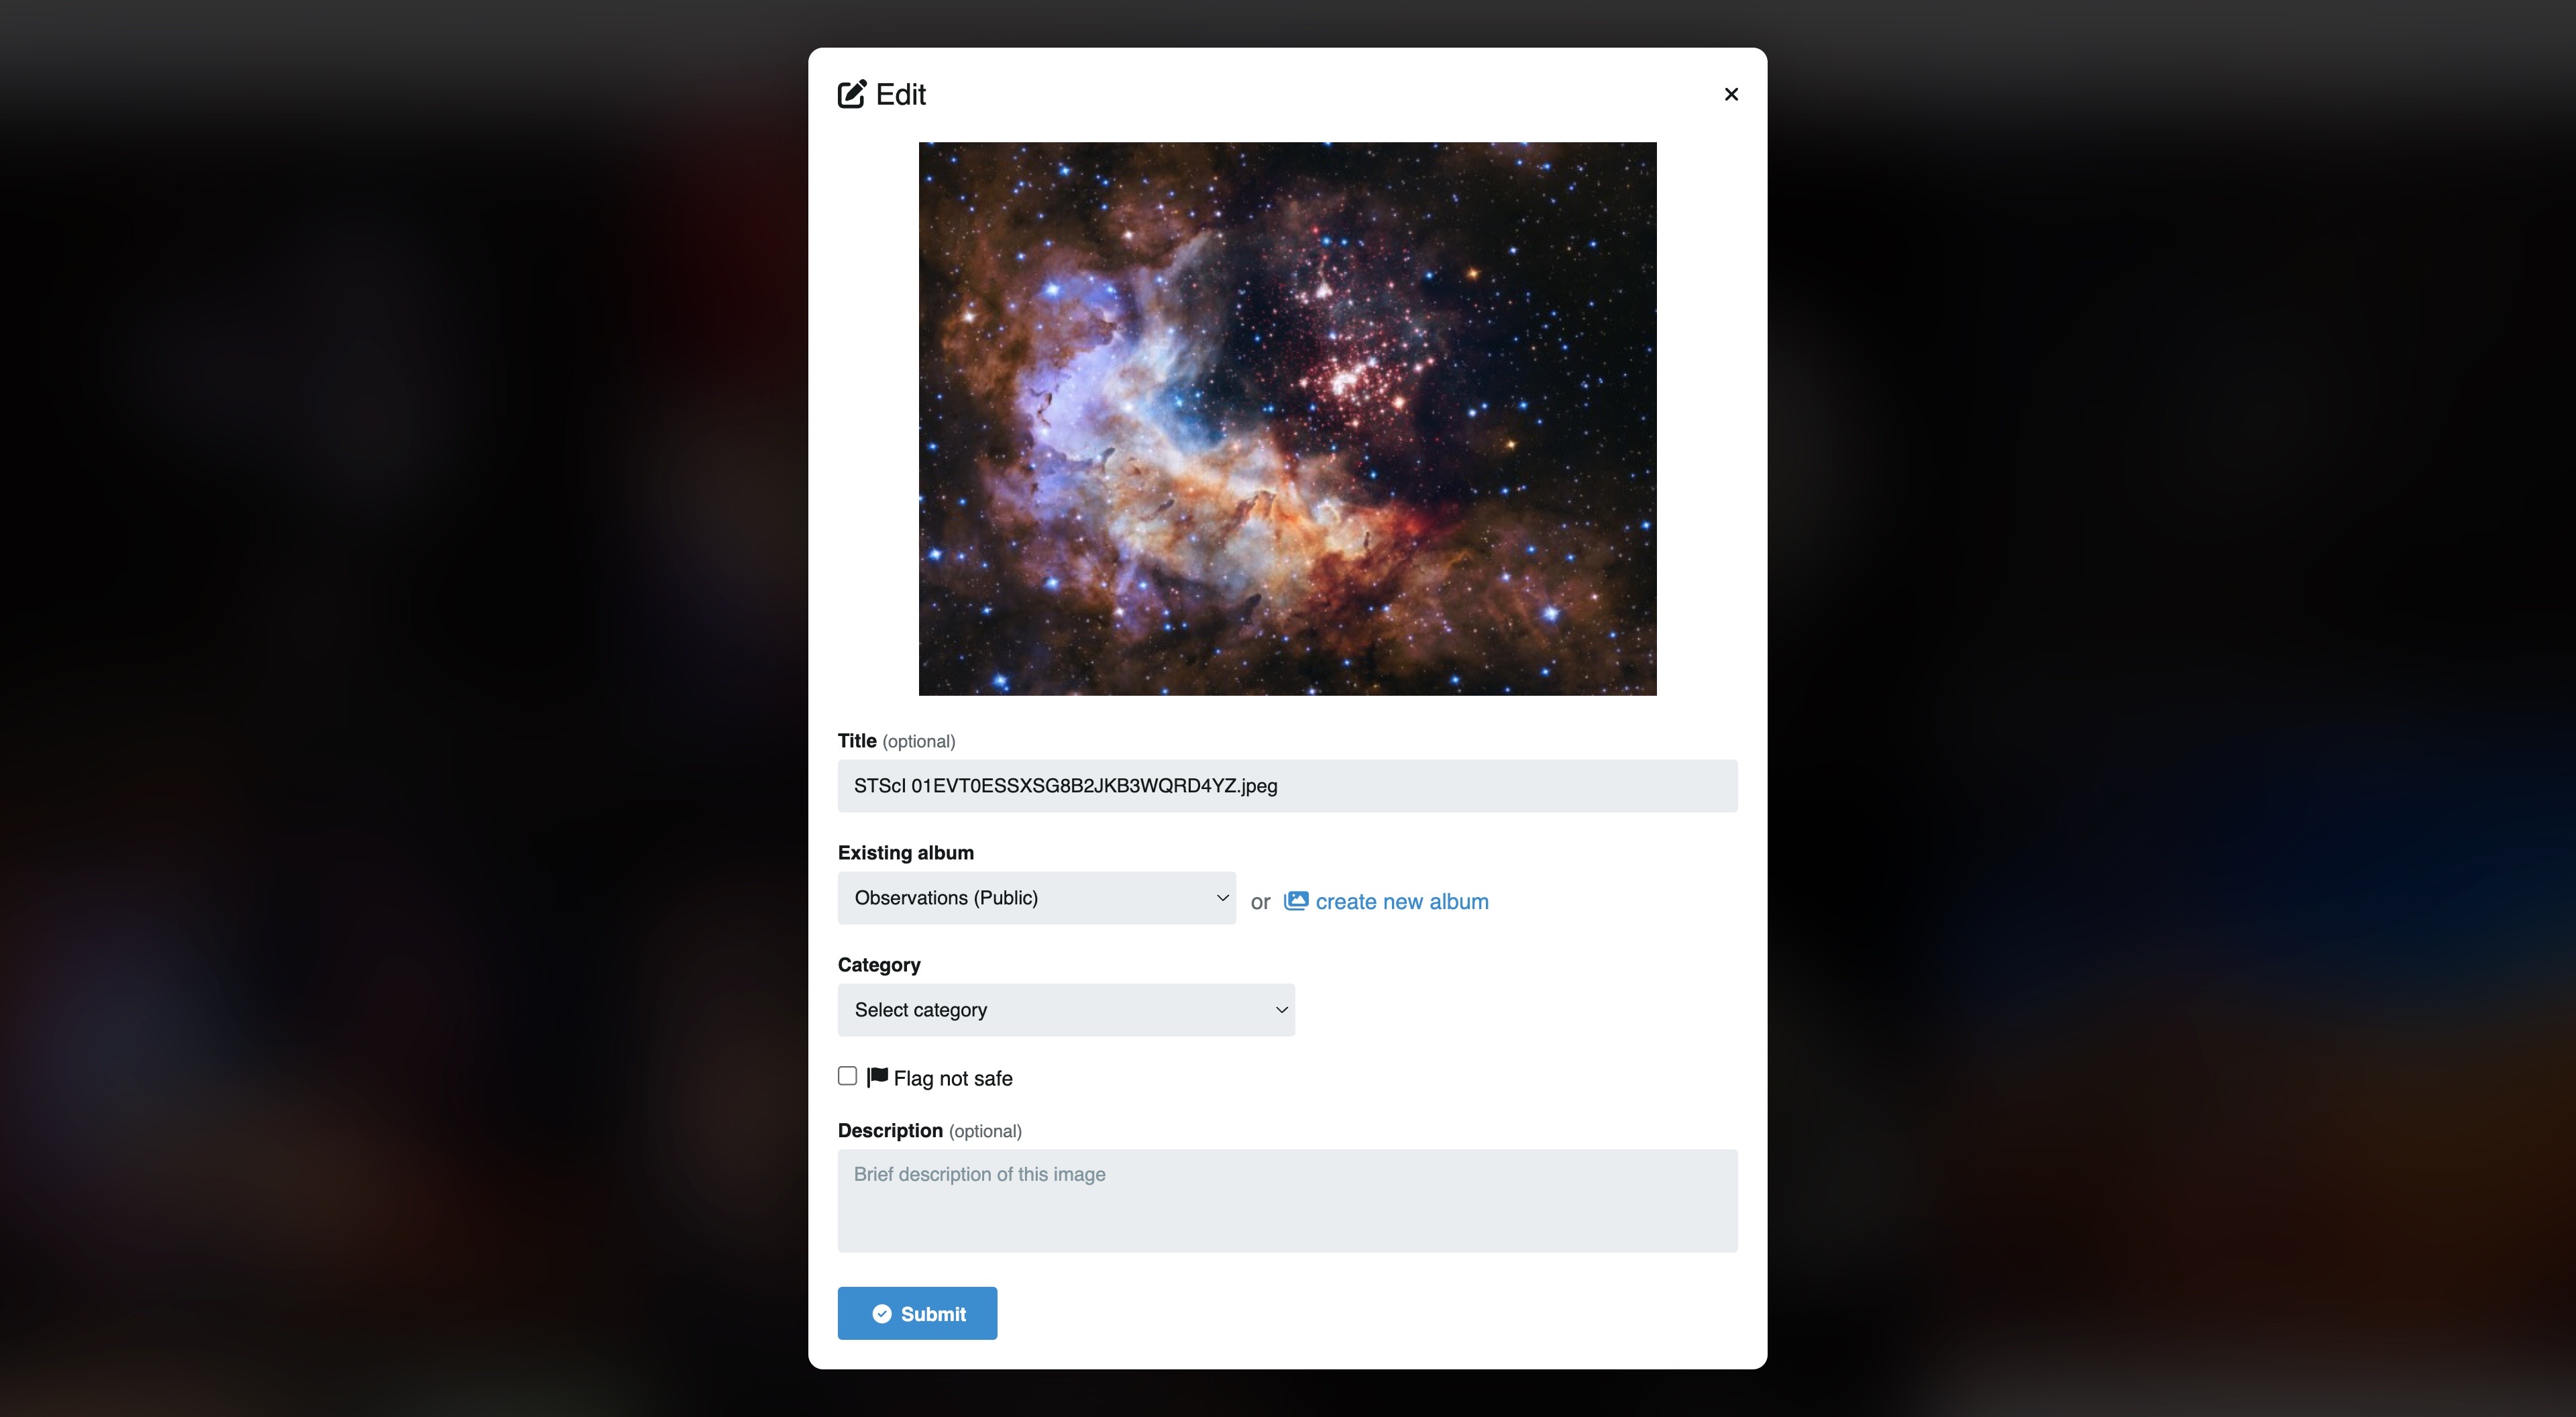 Edit
Title (optional)
STScI 01EVT0ESSXSG8B2JKB3WQRD4YZ.jpeg
Existing album
Observations (Public)
or create new album
Category
Select category
Flag not safe
Description (optional)
Brief description of this image
Submit